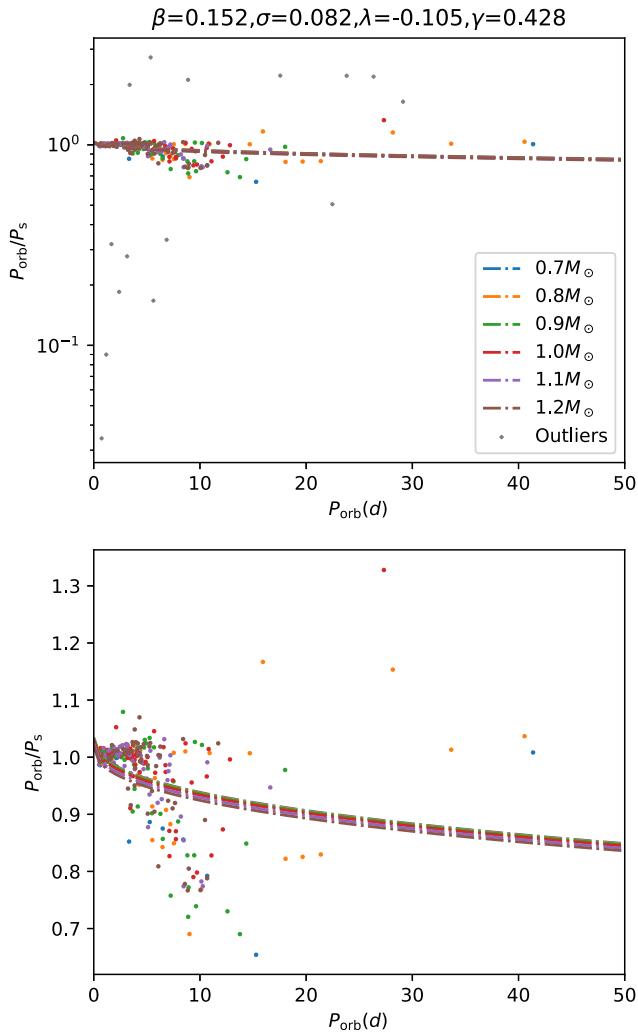 β=0.152,σ=0.082,λ=-0.105,γ=0.428
10⁰
10⁻¹
P_orb/P_s
0.7M_⊙
0.8M_⊙
0.9M_⊙
1.0M_⊙
1.1M_⊙
1.2M_⊙
Outliers
0 10 20 30 40 50
P_orb(d)
1.3
1.2
1.1
1.0
0.9
0.8
0.7
P_orb/P_s
0 10 20 30 40 50
P_orb(d)